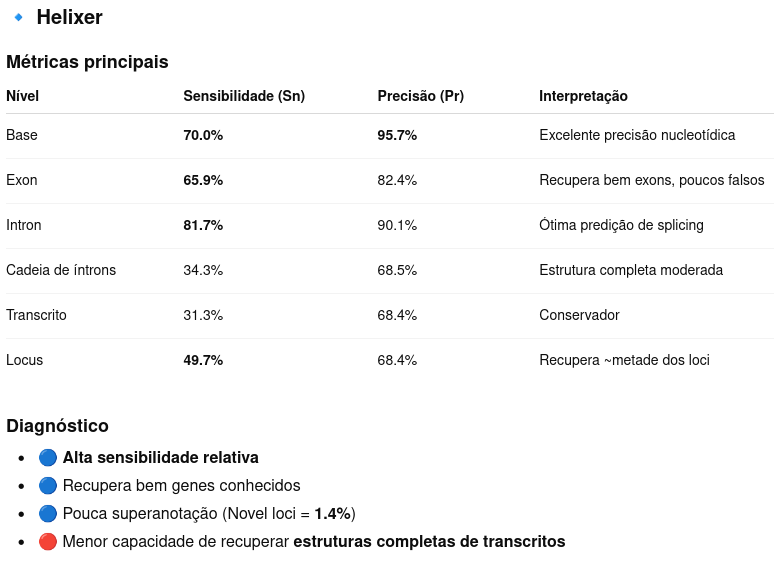 Helixer
Métricas principais
Nível Sensibilidade (Sn) Precisão (Pr) Interpretação
Base 70.0% 95.7% Excelente precisão nucleotídica
Exon 65.9% 82.4% Recupera bem exons, poucos falsos
Intron 81.7% 90.1% Ótima predição de splicing
Cadeia de íntrons 34.3% 68.5% Estrutura completa moderada
Transcrito 31.3% 68.4% Conservador
Locus 49.7% 68.4% Recupera ~metade dos loci
Diagnóstico
• Alta sensibilidade relativa
• Recupera bem genes conhecidos
• Pouca superanotação (Novel loci = 1.4%)
• Menor capacidade de recuperar estruturas completas de transcritos